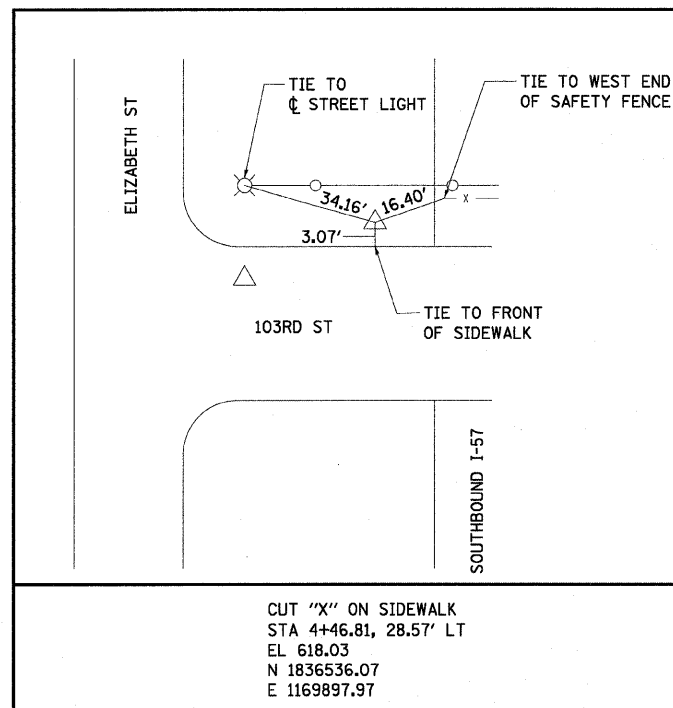 TIE TO
℄ STREET LIGHT
TIE TO WEST END
OF SAFETY FENCE
ELIZABETH ST
34.16'
16.40'
X
3.07'
103RD ST
TIE TO FRONT
OF SIDEWALK
SOUTHBOUND I-57
CUT "X" ON SIDEWALK
STA 4+46.81, 28.57' LT
EL 618.03
N 1836536.07
E 1169897.97